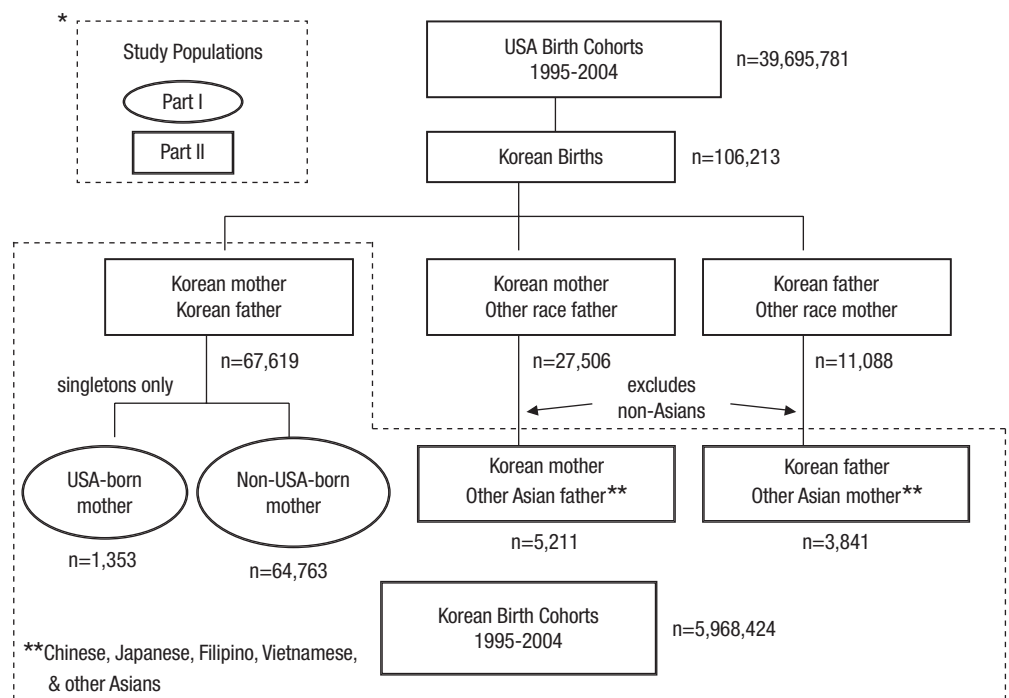 *
Study Populations
Part I
Part II
USA Birth Cohorts
1995-2004
n=39,695,781
Korean Births
n=106,213
Korean mother
Korean father
n=67,619
Korean mother
Other race father
n=27,506
Korean father
Other race mother
n=11,088
singletons only
excludes
non-Asians
USA-born
mother
n=1,353
Non-USA-born
mother
n=64,763
Korean mother
Other Asian father**
n=5,211
Korean father
Other Asian mother**
n=3,841
Korean Birth Cohorts
1995-2004
n=5,968,424
**Chinese, Japanese, Filipino, Vietnamese,
& other Asians